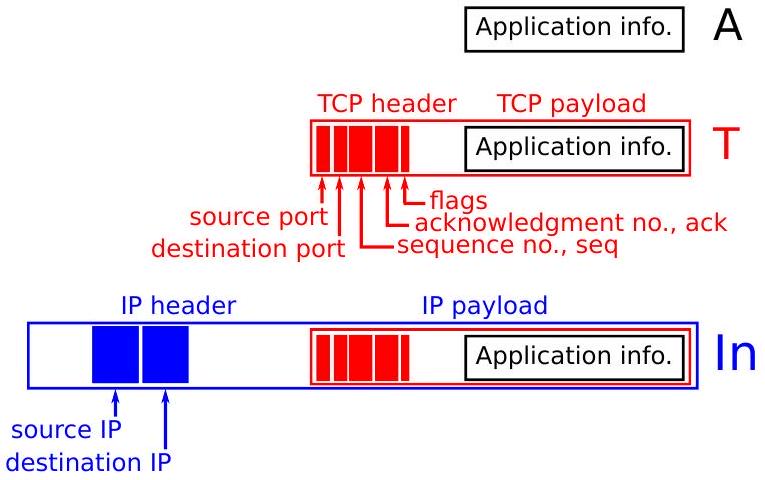 Application info. A
TCP header TCP payload
Application info. T
flags
source port
acknowledgment no., ack
destination port
sequence no., seq
IP header IP payload
Application info. In
source IP
destination IP